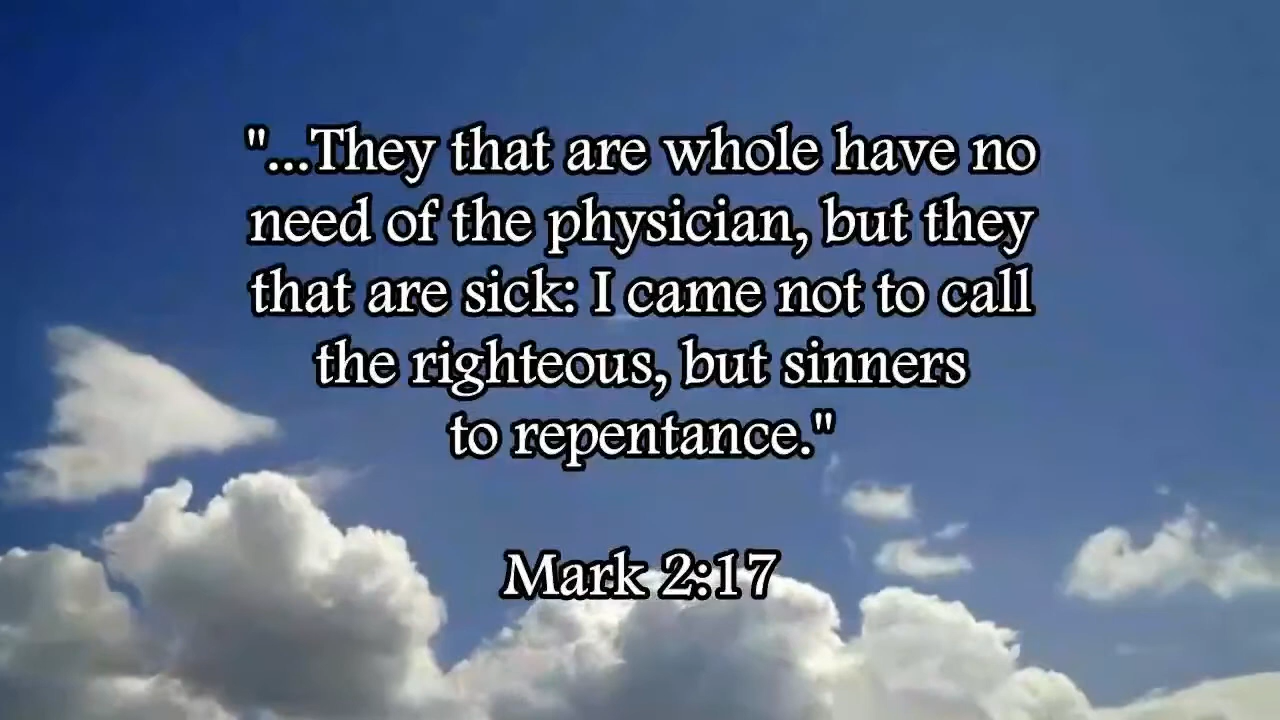 "...They that are whole have no
need of the physician, but they
that are sick: I came not to call
the righteous, but sinners
to repentance."
Mark 2:17